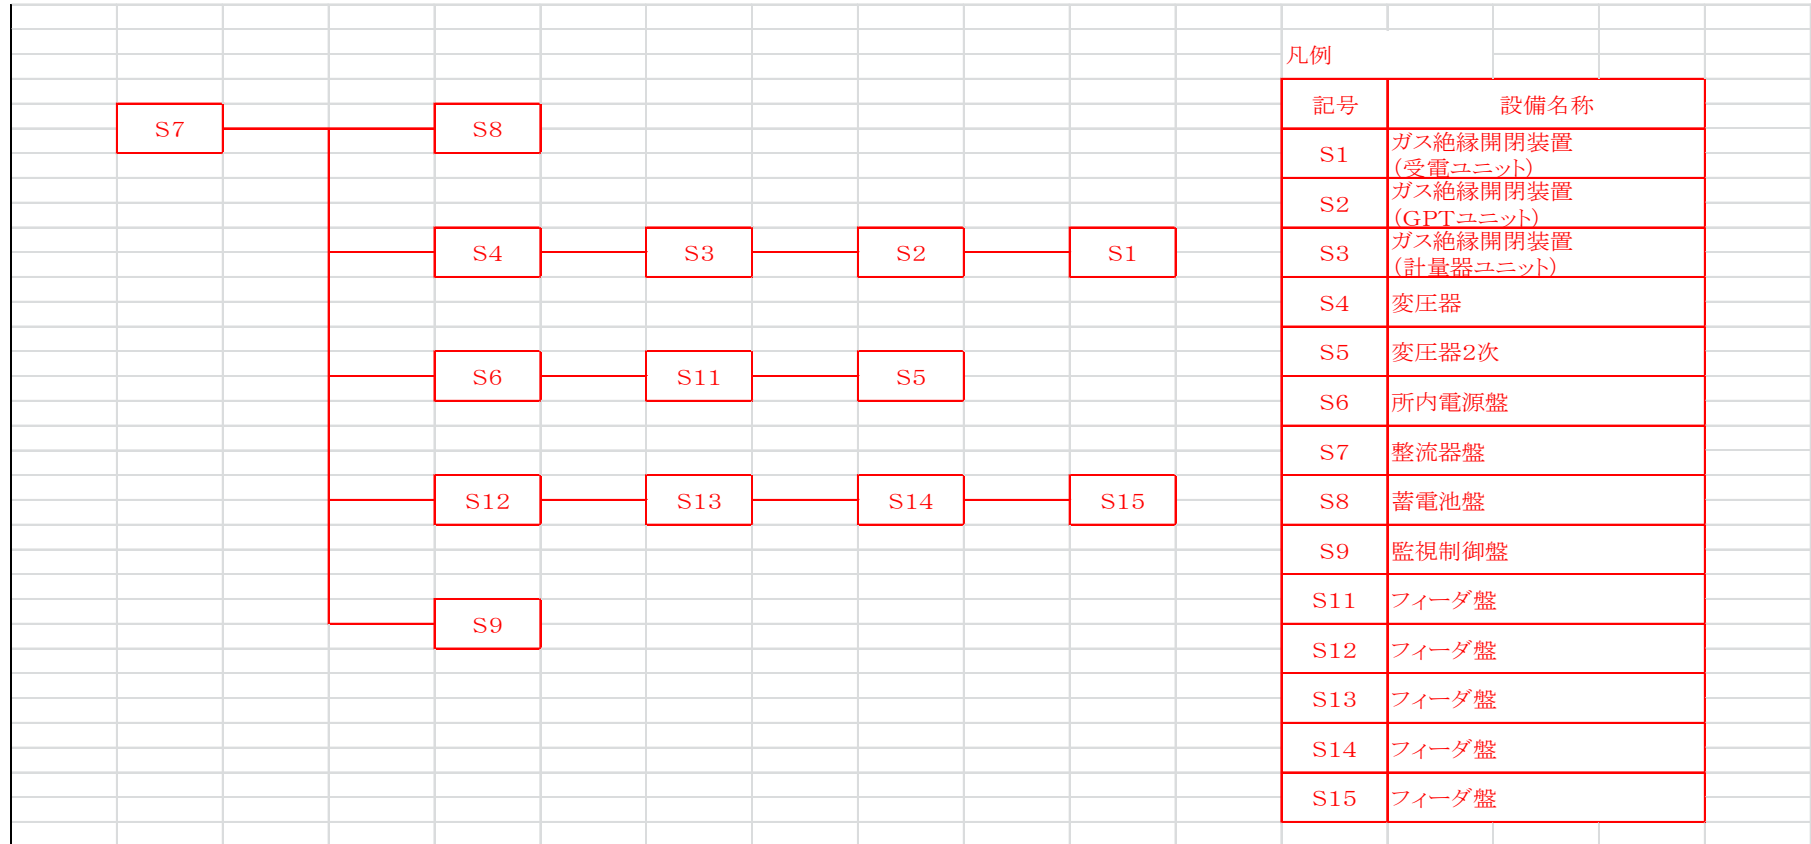 S7
S8
S4
S3
S2
S1
S6
S11
S5
S12
S13
S14
S15
S9
凡例
記号 設備名称
S1 ガス絶縁開閉装置
(受電ユニット)
S2 ガス絶縁開閉装置
(GPTユニット)
S3 ガス絶縁開閉装置
(計量器ユニット)
S4 変圧器
S5 変圧器2次
S6 所内電源盤
S7 整流器盤
S8 蓄電池盤
S9 監視制御盤
S11 フィーダ盤
S12 フィーダ盤
S13 フィーダ盤
S14 フィーダ盤
S15 フィーダ盤